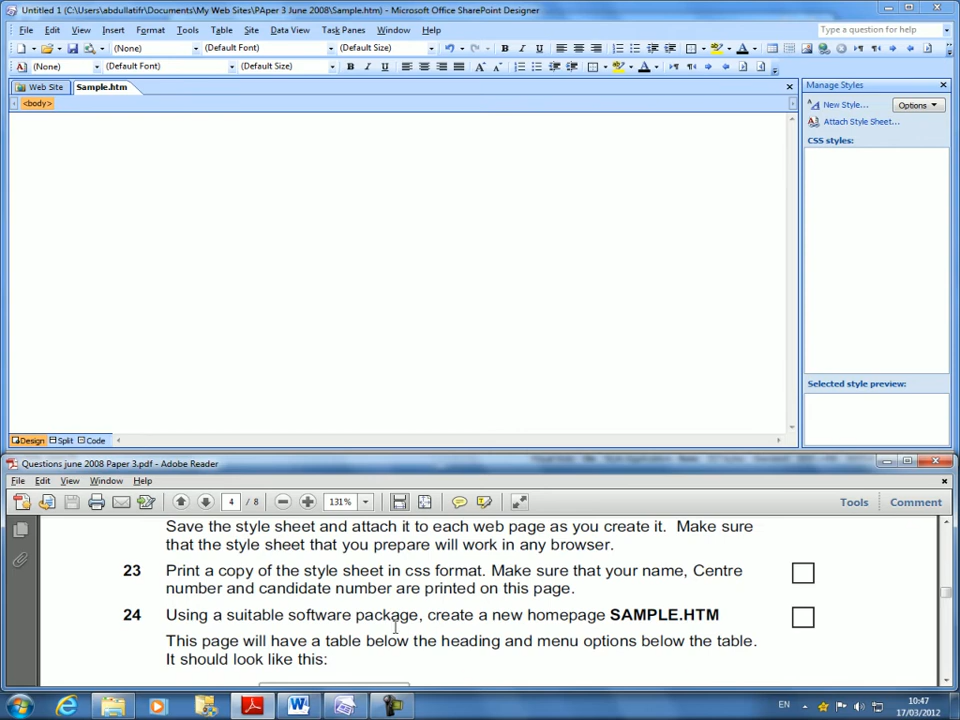 Untitled 1 (C:\Users\abdullatifr\Documents\My Web Sites\PAper 3 June 2008\Sample.htm) - Microsoft Office SharePoint Designer
File Edit View Insert Format Tools Table Site Data View Task Panes Window Help
Type a question for help
(None) (Default Font) (Default Size) B I U
(None) (Default Font) (Default Size) B I U
Web Site Sample.htm
<body>
Manage Styles
New Style... Options
Attach Style Sheet...
CSS styles:
Selected style preview:
Design Split Code
Questions june 2008 Paper 3.pdf - Adobe Reader
File Edit View Window Help
4 / 8 131% Tools Comment
Save the style sheet and attach it to each web page as you create it. Make sure
that the style sheet that you prepare will work in any browser.
23 Print a copy of the style sheet in css format. Make sure that your name, Centre
number and candidate number are printed on this page.
24 Using a suitable software package, create a new homepage SAMPLE.HTM
This page will have a table below the heading and menu options below the table.
It should look like this:
EN
10:47
17/03/2012